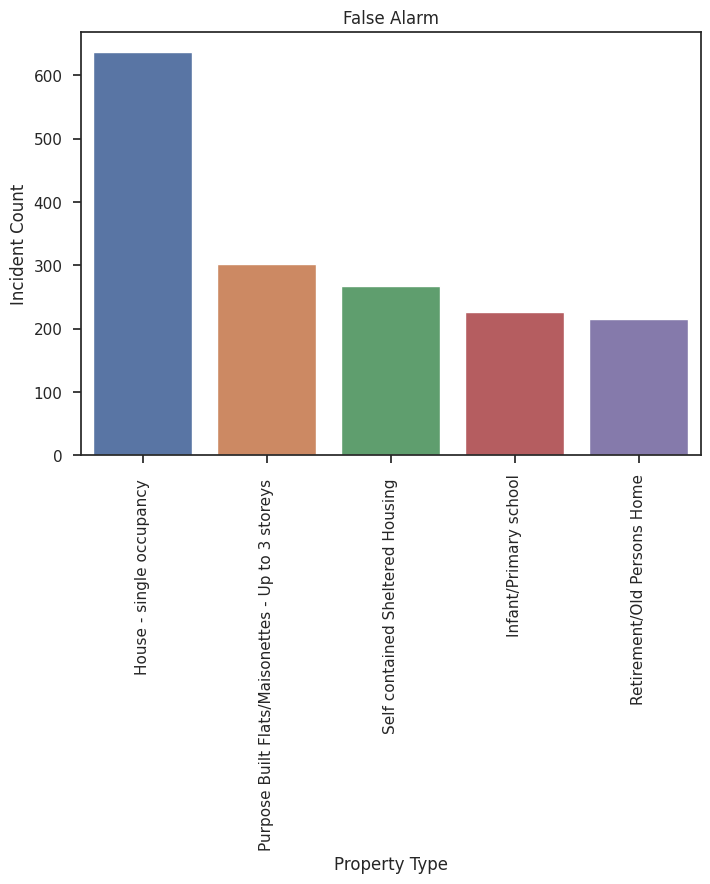 False Alarm
Incident Count
600
500
400
300
200
100
0
House - single occupancy
Purpose Built Flats/Maisonettes - Up to 3 storeys
Self contained Sheltered Housing
Infant/Primary school
Retirement/Old Persons Home
Property Type